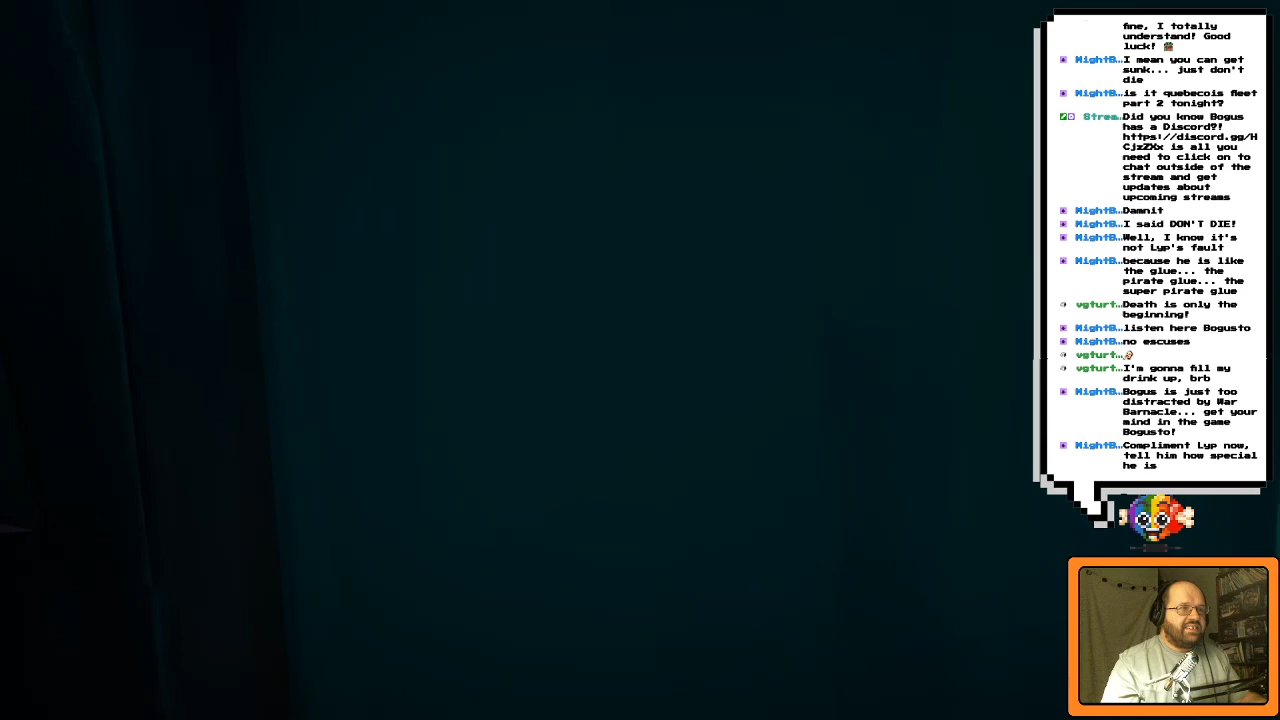 fine, I totally
understand! Good
luck!
MightB…I mean you can get
sunk... just don't
die
MightB…is it quebecois fleet
part 2 tonight?
Strea…Did you know Bogus
has a Discord?!
https://discord.gg/H
CjzZXx is all you
need to click on to
chat outside of the
stream and get
updates about
upcoming streams
MightB…Damnit
MightB…I said DON'T DIE!
MightB…Well, I know it's
not Lyp's fault
MightB…because he is like
the glue... the
pirate glue... the
super pirate glue
vgturt…Death is only the
beginning!
MightB…listen here Bogusto
MightB…no escuses
vgturt…
vgturt…I'm gonna fill my
drink up, brb
MightB…Bogus is just too
distracted by War
Barnacle... get your
mind in the game
Bogusto!
MightB…Compliment Lyp now,
tell him how special
he is